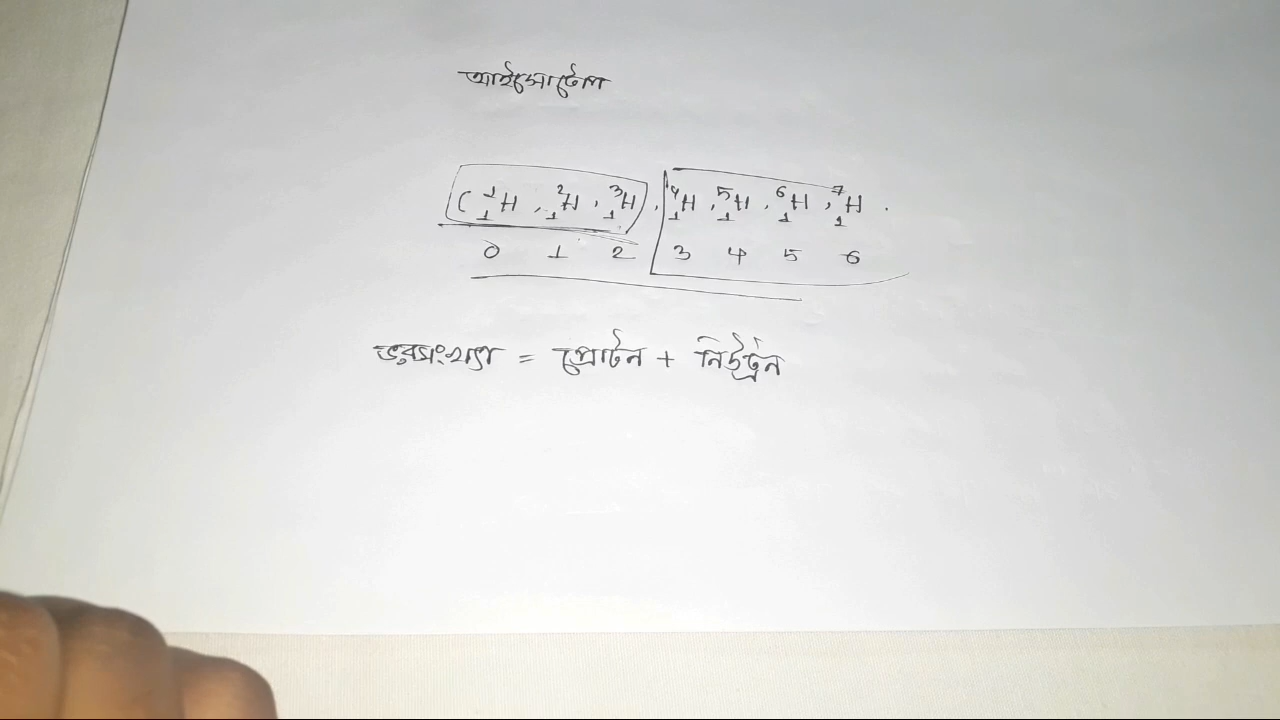 আইসোটোপ
(¹₁H, ²₁H, ³₁H), ⁴₁H, ⁵₁H, ⁶₁H, ⁷₁H.
0 1 2 3 4 5 6
ভরসংখ্যা = প্রোটন + নিউট্রন